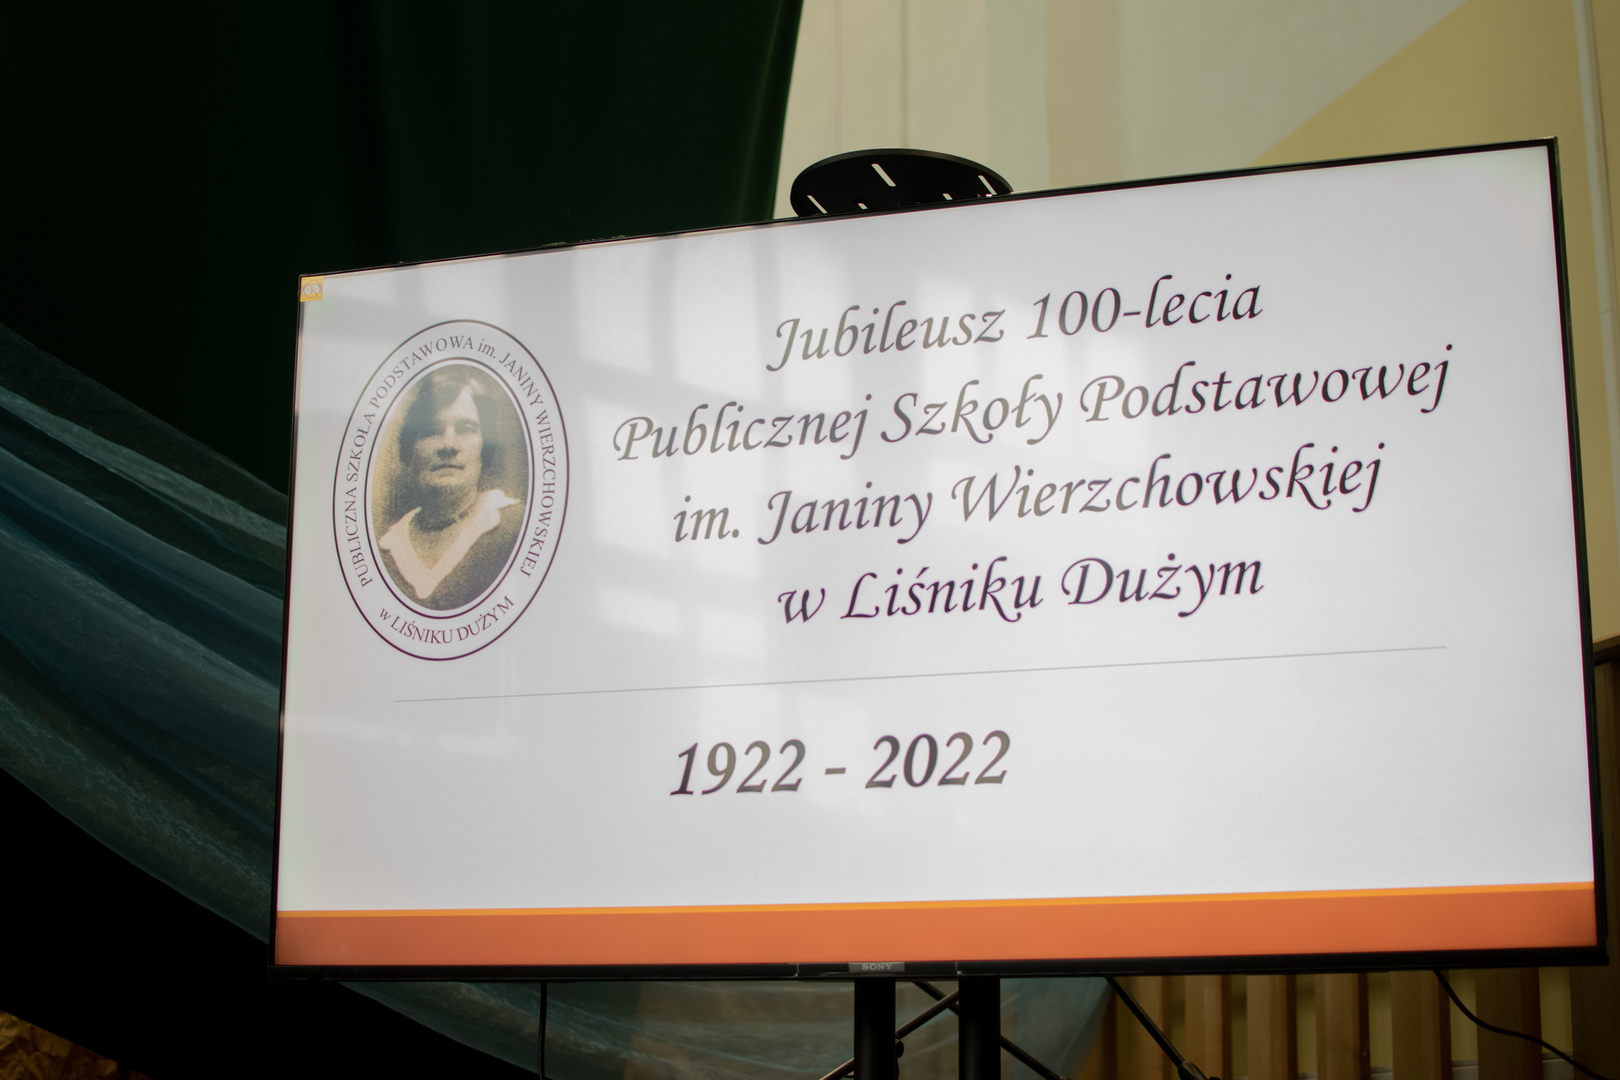 PUBLICZNA SZKOŁA PODSTAWOWA im. JANINY WIERZCHOWSKIEJ
w LIŚNIKU DUŻYM
Jubileusz 100-lecia
Publicznej Szkoły Podstawowej
im. Janiny Wierzchowskiej
w Liśniku Dużym
1922 - 2022
SONY